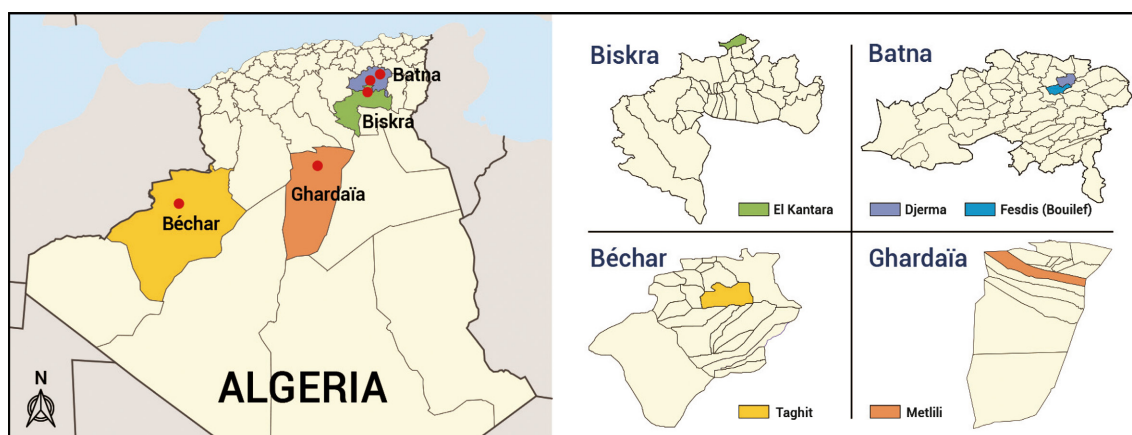 Batna
Biskra
Ghardaïa
Béchar
ALGERIA
N
Biskra
El Kantara
Batna
Djerma
Fesdis (Bouilef)
Béchar
Taghit
Ghardaïa
Metlili